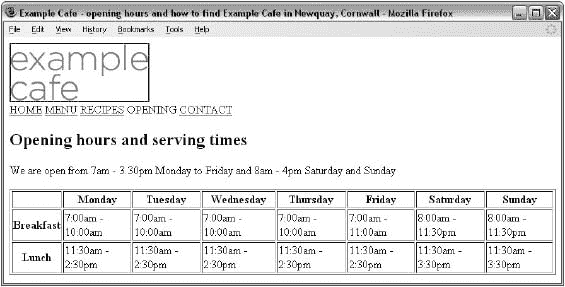 Example Cafe - opening hours and how to find Example Cafe in Newquay, Cornwall - Mozilla Firefox
File Edit View History Bookmarks Tools Help
example
cafe
HOME MENU RECIPES OPENING CONTACT
Opening hours and serving times
We are open from 7am - 3.30pm Monday to Friday and 8am - 4pm Saturday and Sunday
Monday Tuesday Wednesday Thursday Friday Saturday Sunday
Breakfast 7:00am - 7:00am - 7:00am - 7:00am - 7:00am - 8:00am - 8:00am -
10:00am 10:00am 10:00am 10:00am 11:00am 11:30pm 11:30pm
Lunch 11:30am - 11:30am - 11:30am - 11:30am - 11:30am - 11:30am - 11:30am -
2:30pm 2:30pm 2:30pm 2:30pm 2:30pm 3:30pm 3:30pm